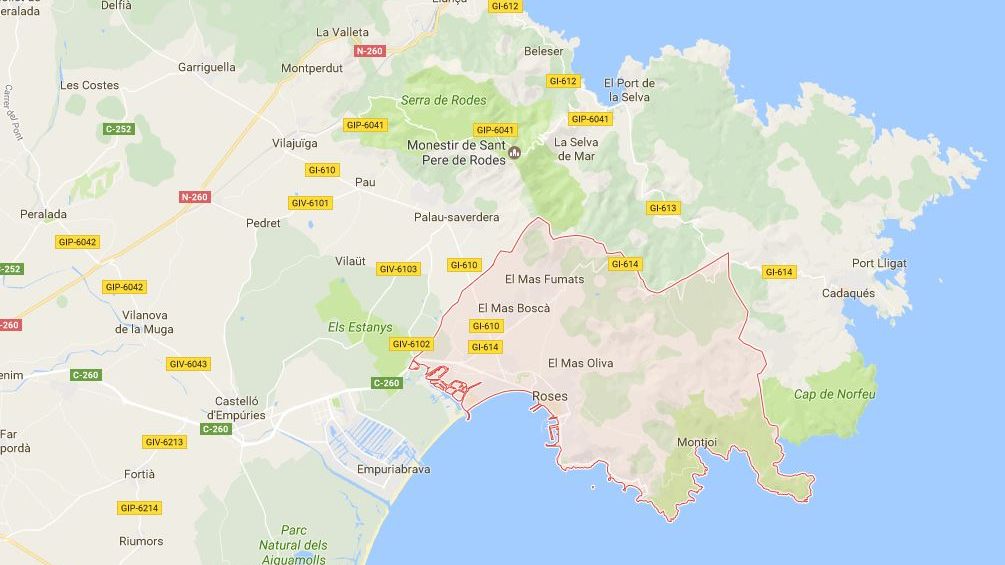 eralada
Delfià
GI-612
La Valleta
N-260
Beleser
Garriguella
Montperdut
GI-612
El Port de
la Selva
Les Costes
Serra de Rodes
Carrer del Pont
C-252
GIP-6041
GIP-6041
GIP-6041
Vilajuïga
Monestir de Sant
Pere de Rodes
La Selva
de Mar
GI-610
Pau
N-260
GIV-6101
GI-613
Peralada
Pedret
Palau-saverdera
GIP-6042
Vilaüt
GIV-6103
GI-610
GI-614
GI-614
Port Lligat
C-252
El Mas Fumats
GIP-6042
Cadaqués
El Mas Boscà
Vilanova
de la Muga
Els Estanys
GI-610
-260
GIV-6102
GI-614
GIV-6043
El Mas Oliva
enim
C-260
C-260
Roses
Cap de Norfeu
Castelló
d'Empúries
C-260
Far
pordà
GIV-6213
Montjoi
Empuriabrava
Fortià
GIP-6214
Parc
Natural dels
Aiguamolls
Riumors